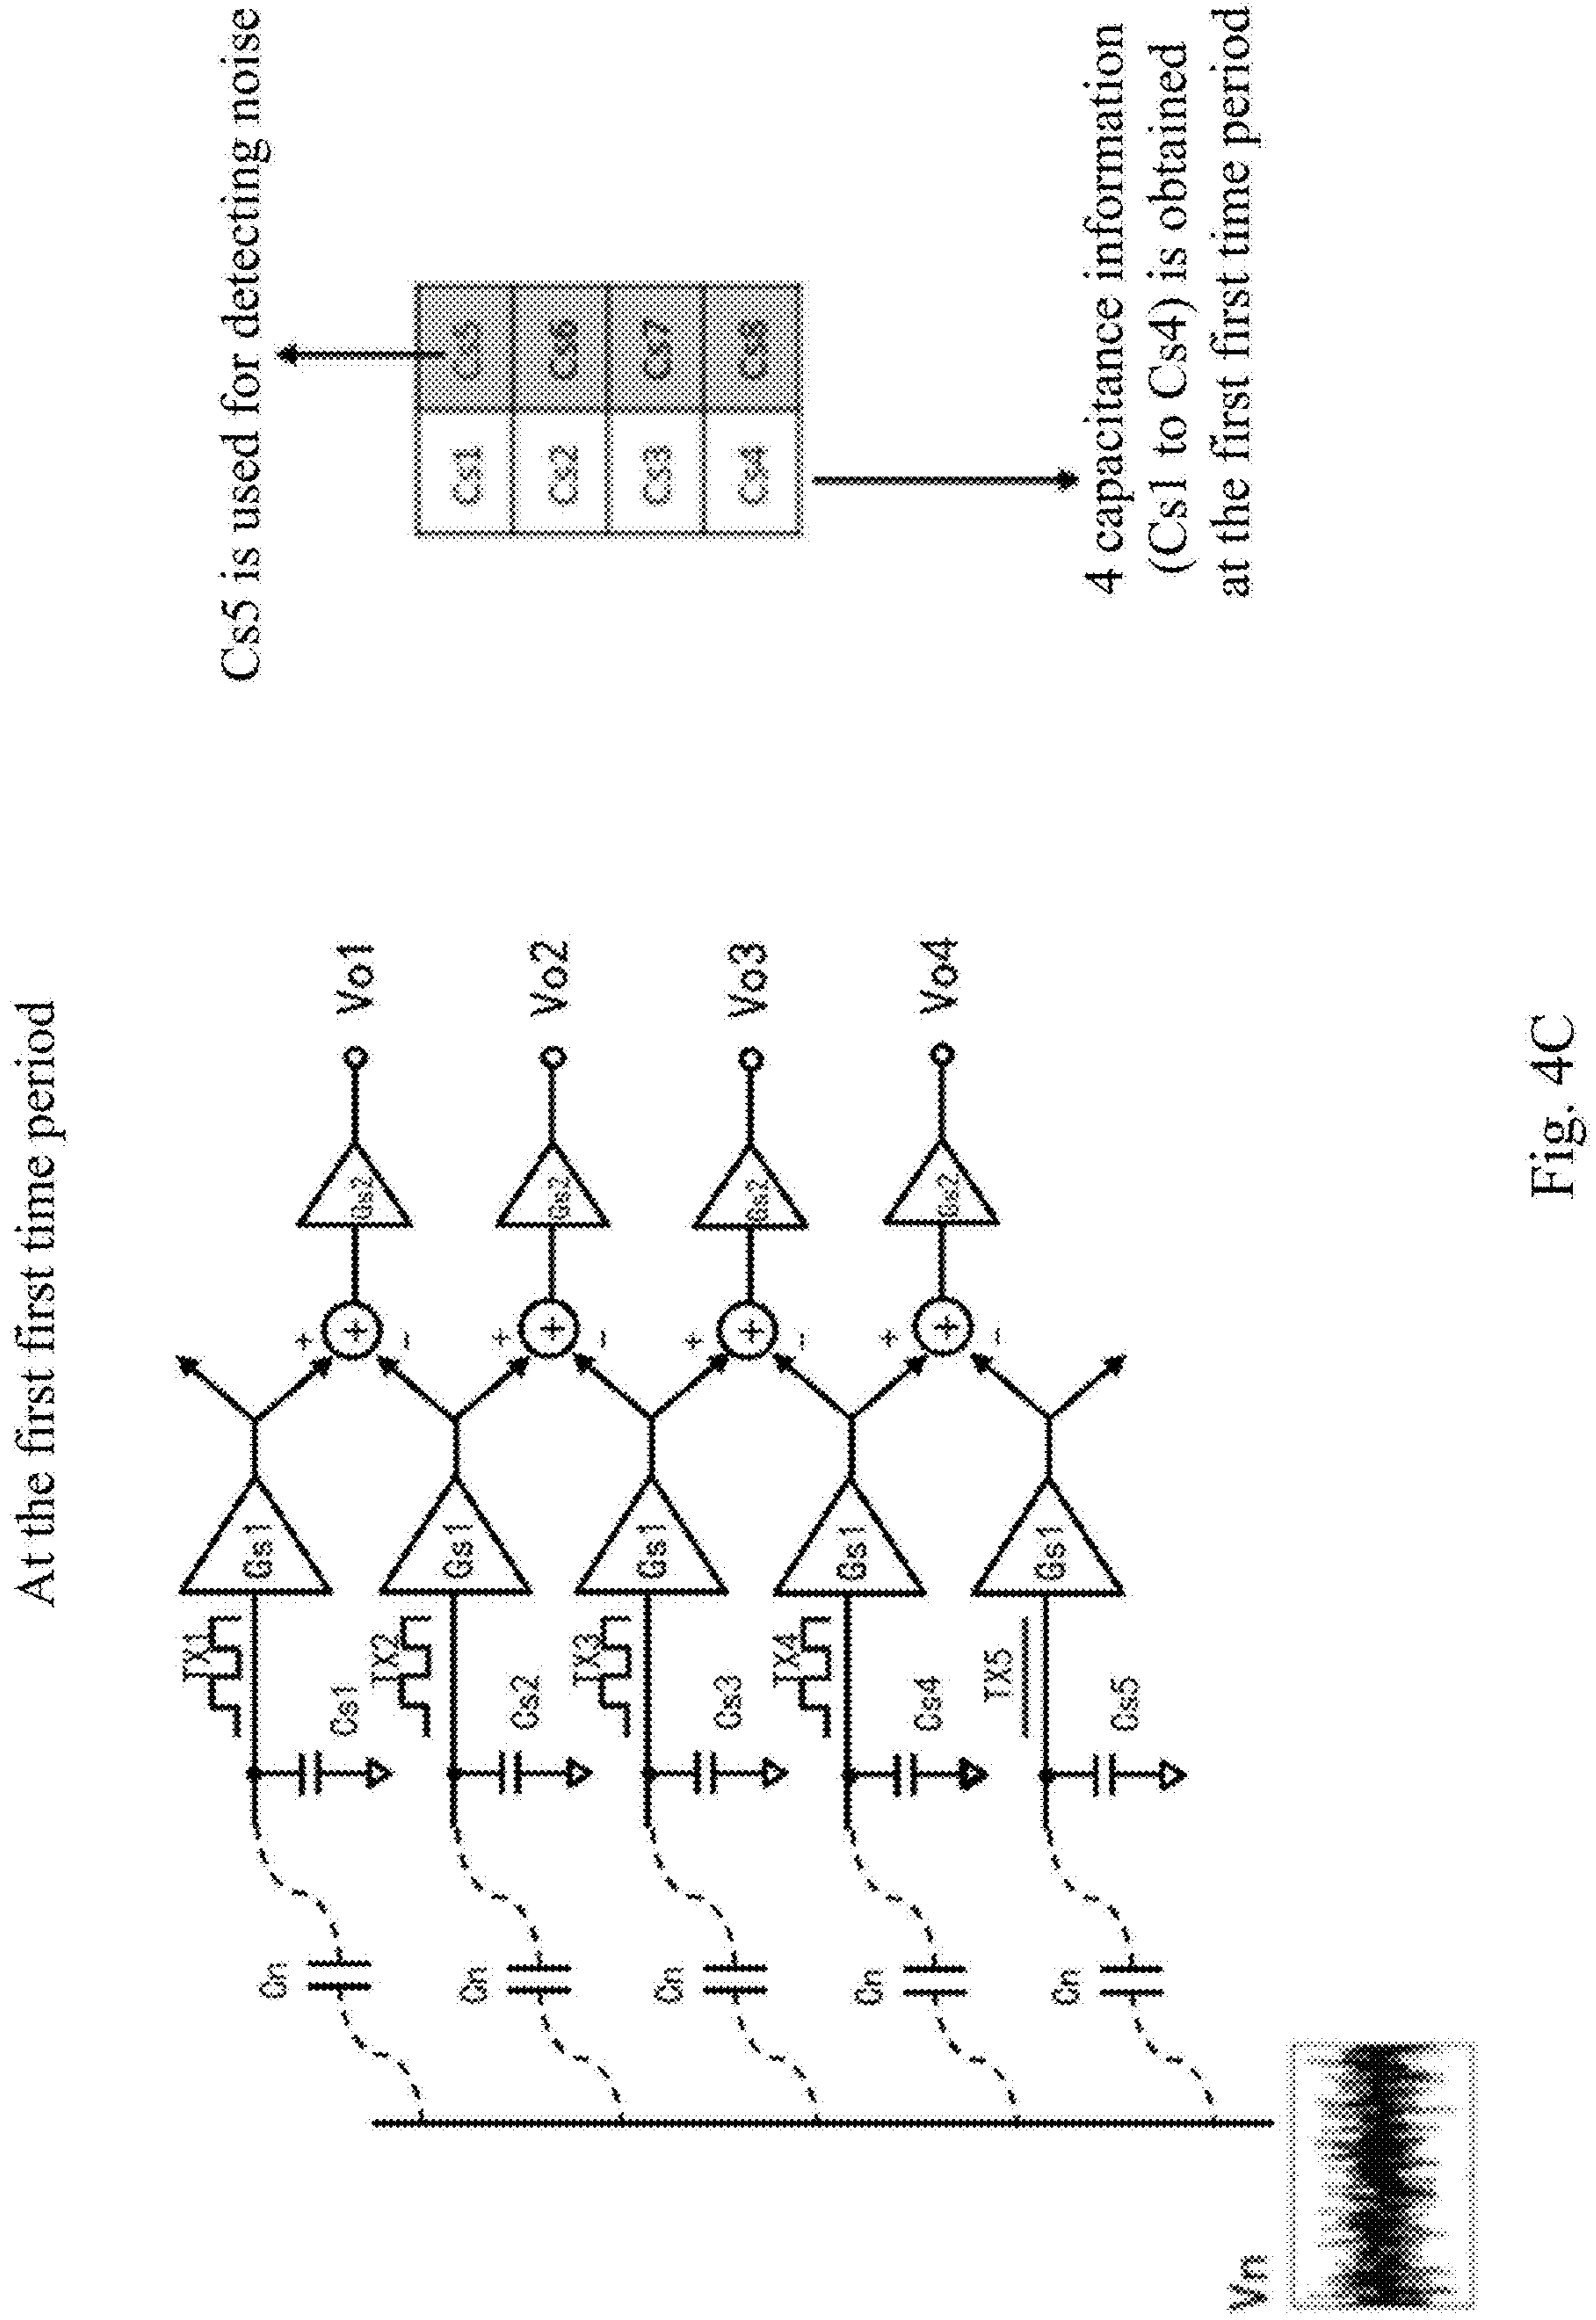 At the first first time period
TX1
Gs1
Cs1
Cn
Gs2
Vo1
TX2
Gs1
Cs2
Cn
Gs2
Vo2
TX3
Gs1
Cs3
Cn
Gs2
Vo3
TX4
Gs1
Cs4
Cn
Gs2
Vo4
TX5
Gs1
Cs5
Cn
Vn
+
-
+
+
-
+
+
-
+
+
-
+
Cs5 is used for detecting noise
Cs1 Cs5
Cs2 Cs6
Cs3 Cs7
Cs4 Cs8
4 capacitance information
(Cs1 to Cs4) is obtained
at the first first time period
Fig. 4C